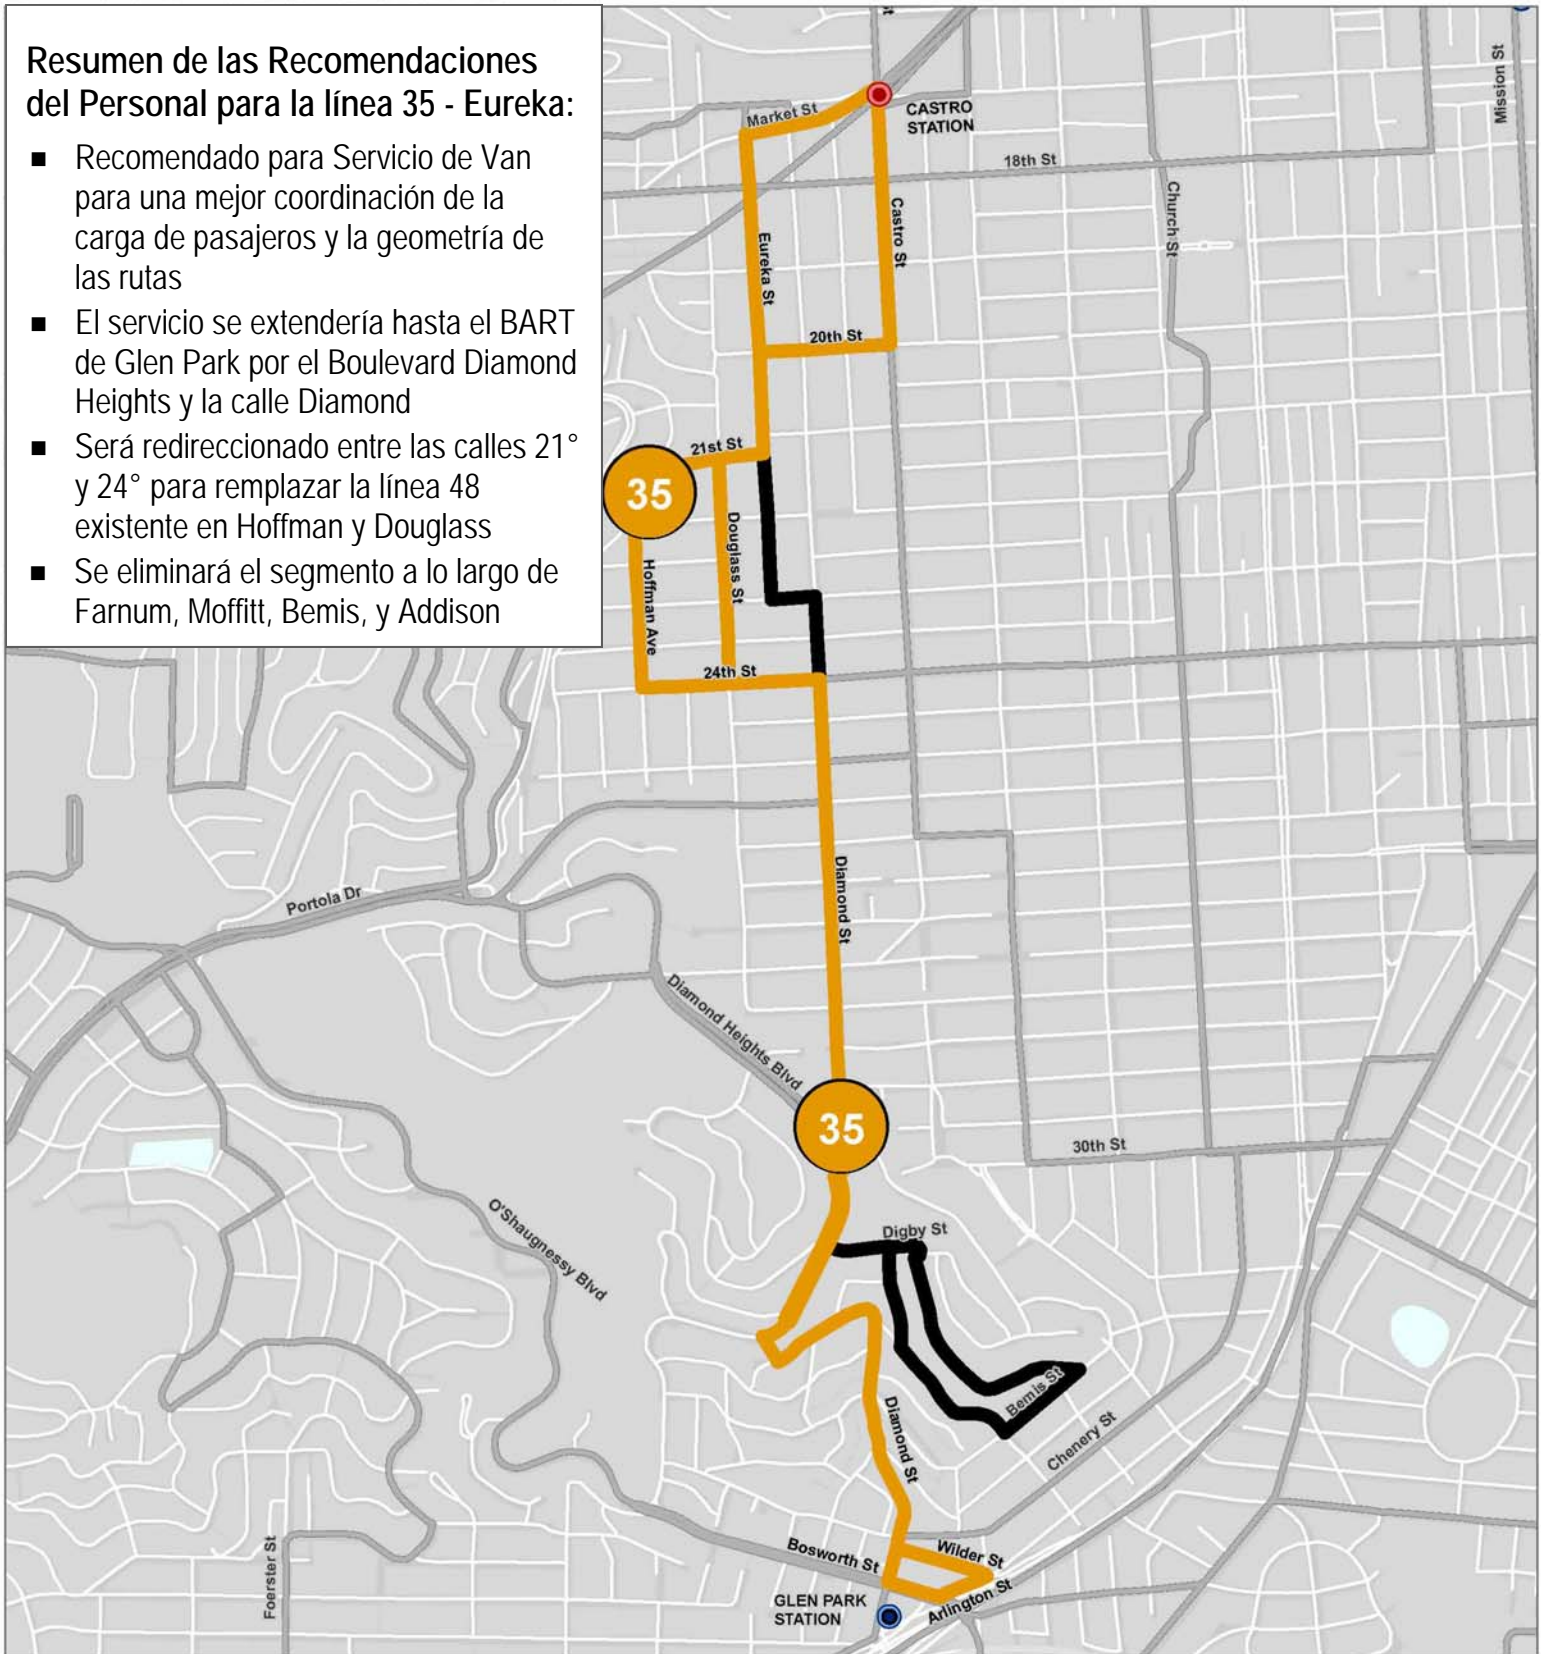 Resumen de las Recomendaciones
del Personal para la línea 35 - Eureka:
■ Recomendado para Servicio de Van
para una mejor coordinación de la
carga de pasajeros y la geometría de
las rutas
■ El servicio se extendería hasta el BART
de Glen Park por el Boulevard Diamond
Heights y la calle Diamond
■ Será redireccionado entre las calles 21°
y 24° para remplazar la línea 48
existente en Hoffman y Douglass
■ Se eliminará el segmento a lo largo de
Farnum, Moffitt, Bemis, y Addison
St
Mission St
Market St
CASTRO
STATION
18th St
Church St
Castro St
Eureka St
20th St
21st St
35
Douglass St
Hoffman Ave
24th St
Diamond St
Portola Dr
Diamond Heights Blvd
35
30th St
O'Shaugnessy Blvd
Digby St
Bemis St
Chenery St
Diamond St
Foerster St
Bosworth St
Wilder St
Arlington St
GLEN PARK
STATION